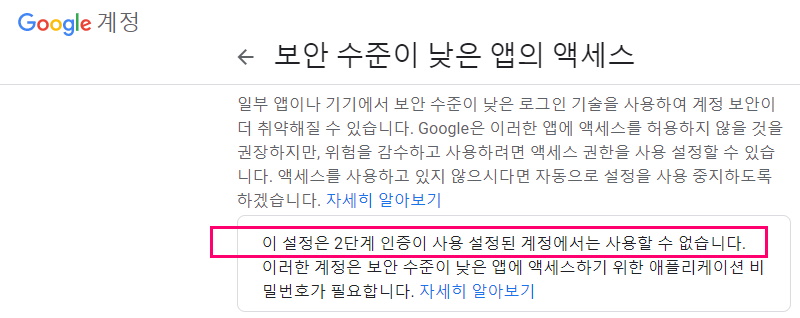 Google 계정
← 보안 수준이 낮은 앱의 액세스
일부 앱이나 기기에서 보안 수준이 낮은 로그인 기술을 사용하여 계정 보안이
더 취약해질 수 있습니다. Google은 이러한 앱에 액세스를 허용하지 않을 것을
권장하지만, 위험을 감수하고 사용하려면 액세스 권한을 사용 설정할 수 있습
니다. 액세스를 사용하고 있지 않으시다면 자동으로 설정을 사용 중지하도록
하겠습니다. 자세히 알아보기
이 설정은 2단계 인증이 사용 설정된 계정에서는 사용할 수 없습니다.
이러한 계정은 보안 수준이 낮은 앱에 액세스하기 위한 애플리케이션 비
밀번호가 필요합니다. 자세히 알아보기